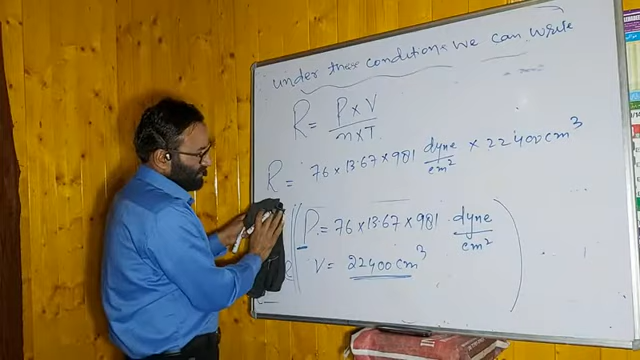 under these conditions we can write
R = P × V / n × T
R = 76 × 13.67 × 981 dyne/cm² × 22400 cm³
P = 76 × 13.67 × 981 dyne/cm²
V = 22400 cm³